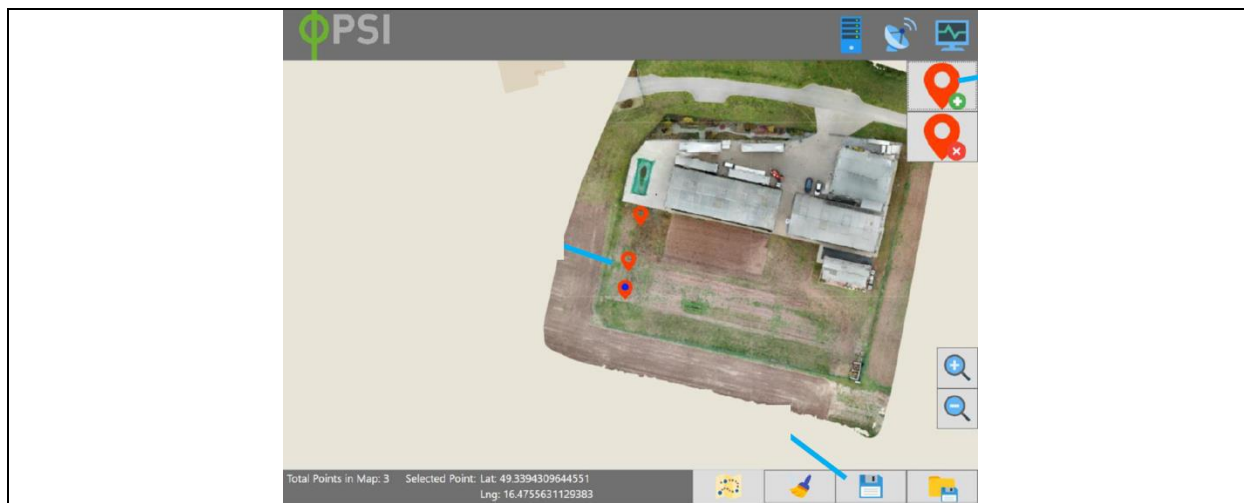 PSI
Total Points in Map: 3 Selected Point: Lat: 49.3394309644551
Lng: 16.4755631129383